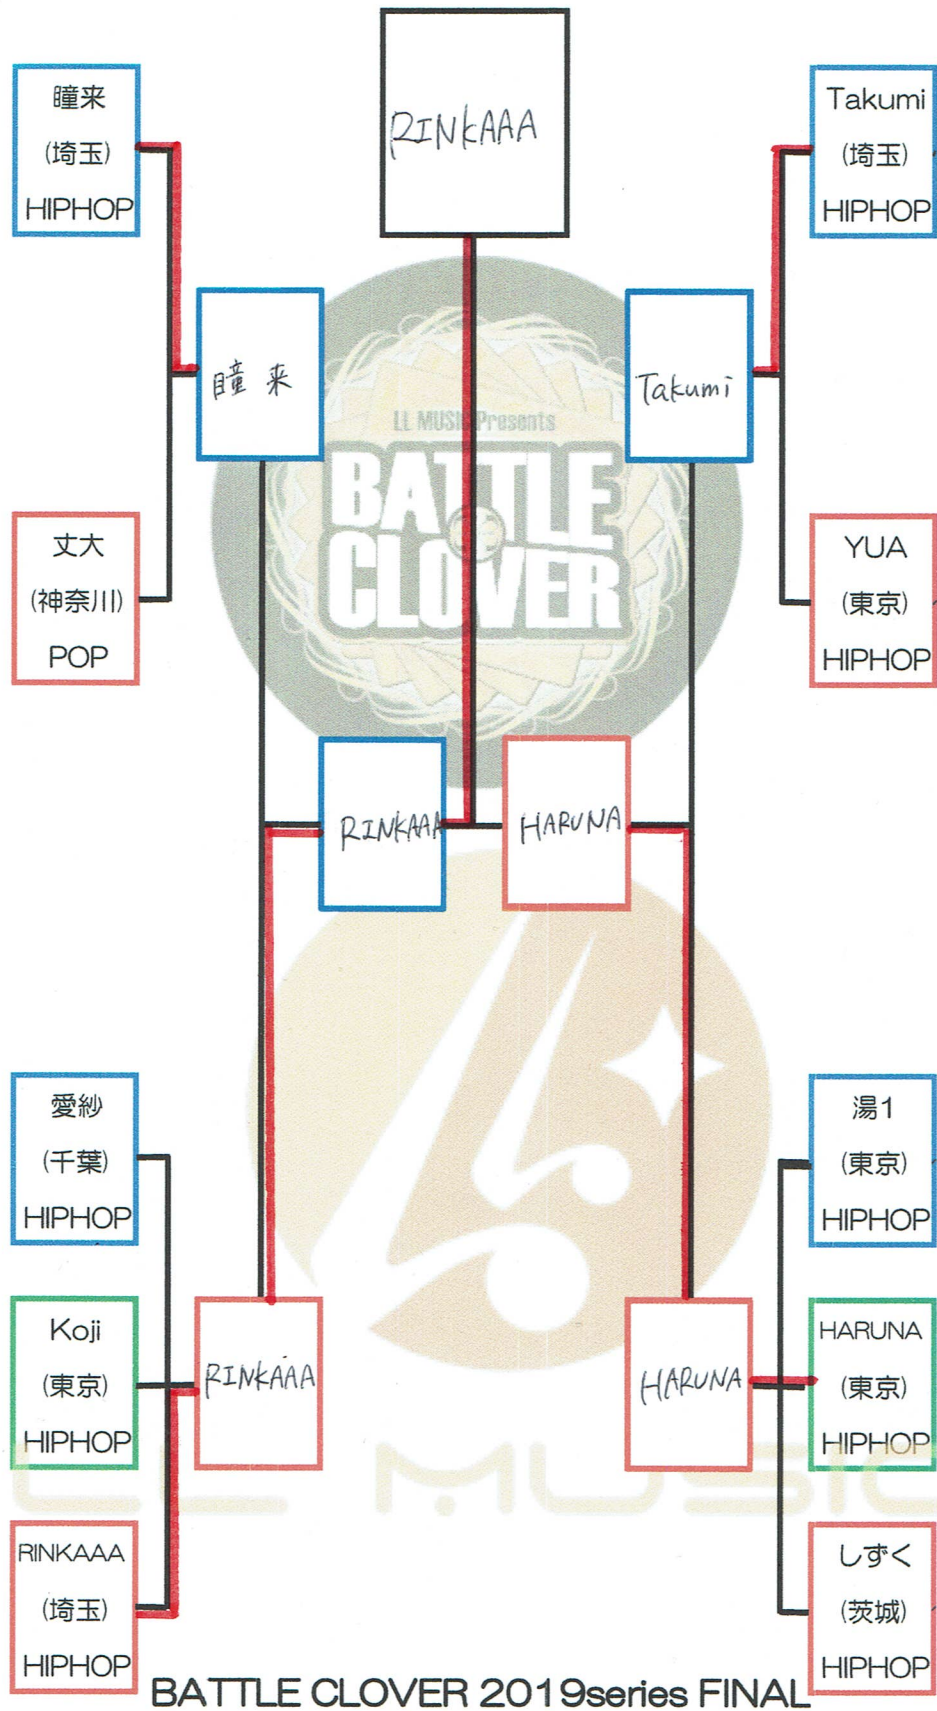 RINKAAA
瞳来
(埼玉)
HIPHOP
Takumi
(埼玉)
HIPHOP
瞳来
Takumi
LL MUSIC Presents
BATTLE
CLOVER
丈大
(神奈川)
POP
YUA
(東京)
HIPHOP
RINKAAA
HARUNA
愛紗
(千葉)
HIPHOP
湯1
(東京)
HIPHOP
Koji
(東京)
HIPHOP
RINKAAA
HARUNA
HARUNA
(東京)
HIPHOP
LL MUSIC
RINKAAA
(埼玉)
HIPHOP
しずく
(茨城)
HIPHOP
BATTLE CLOVER 2019series FINAL